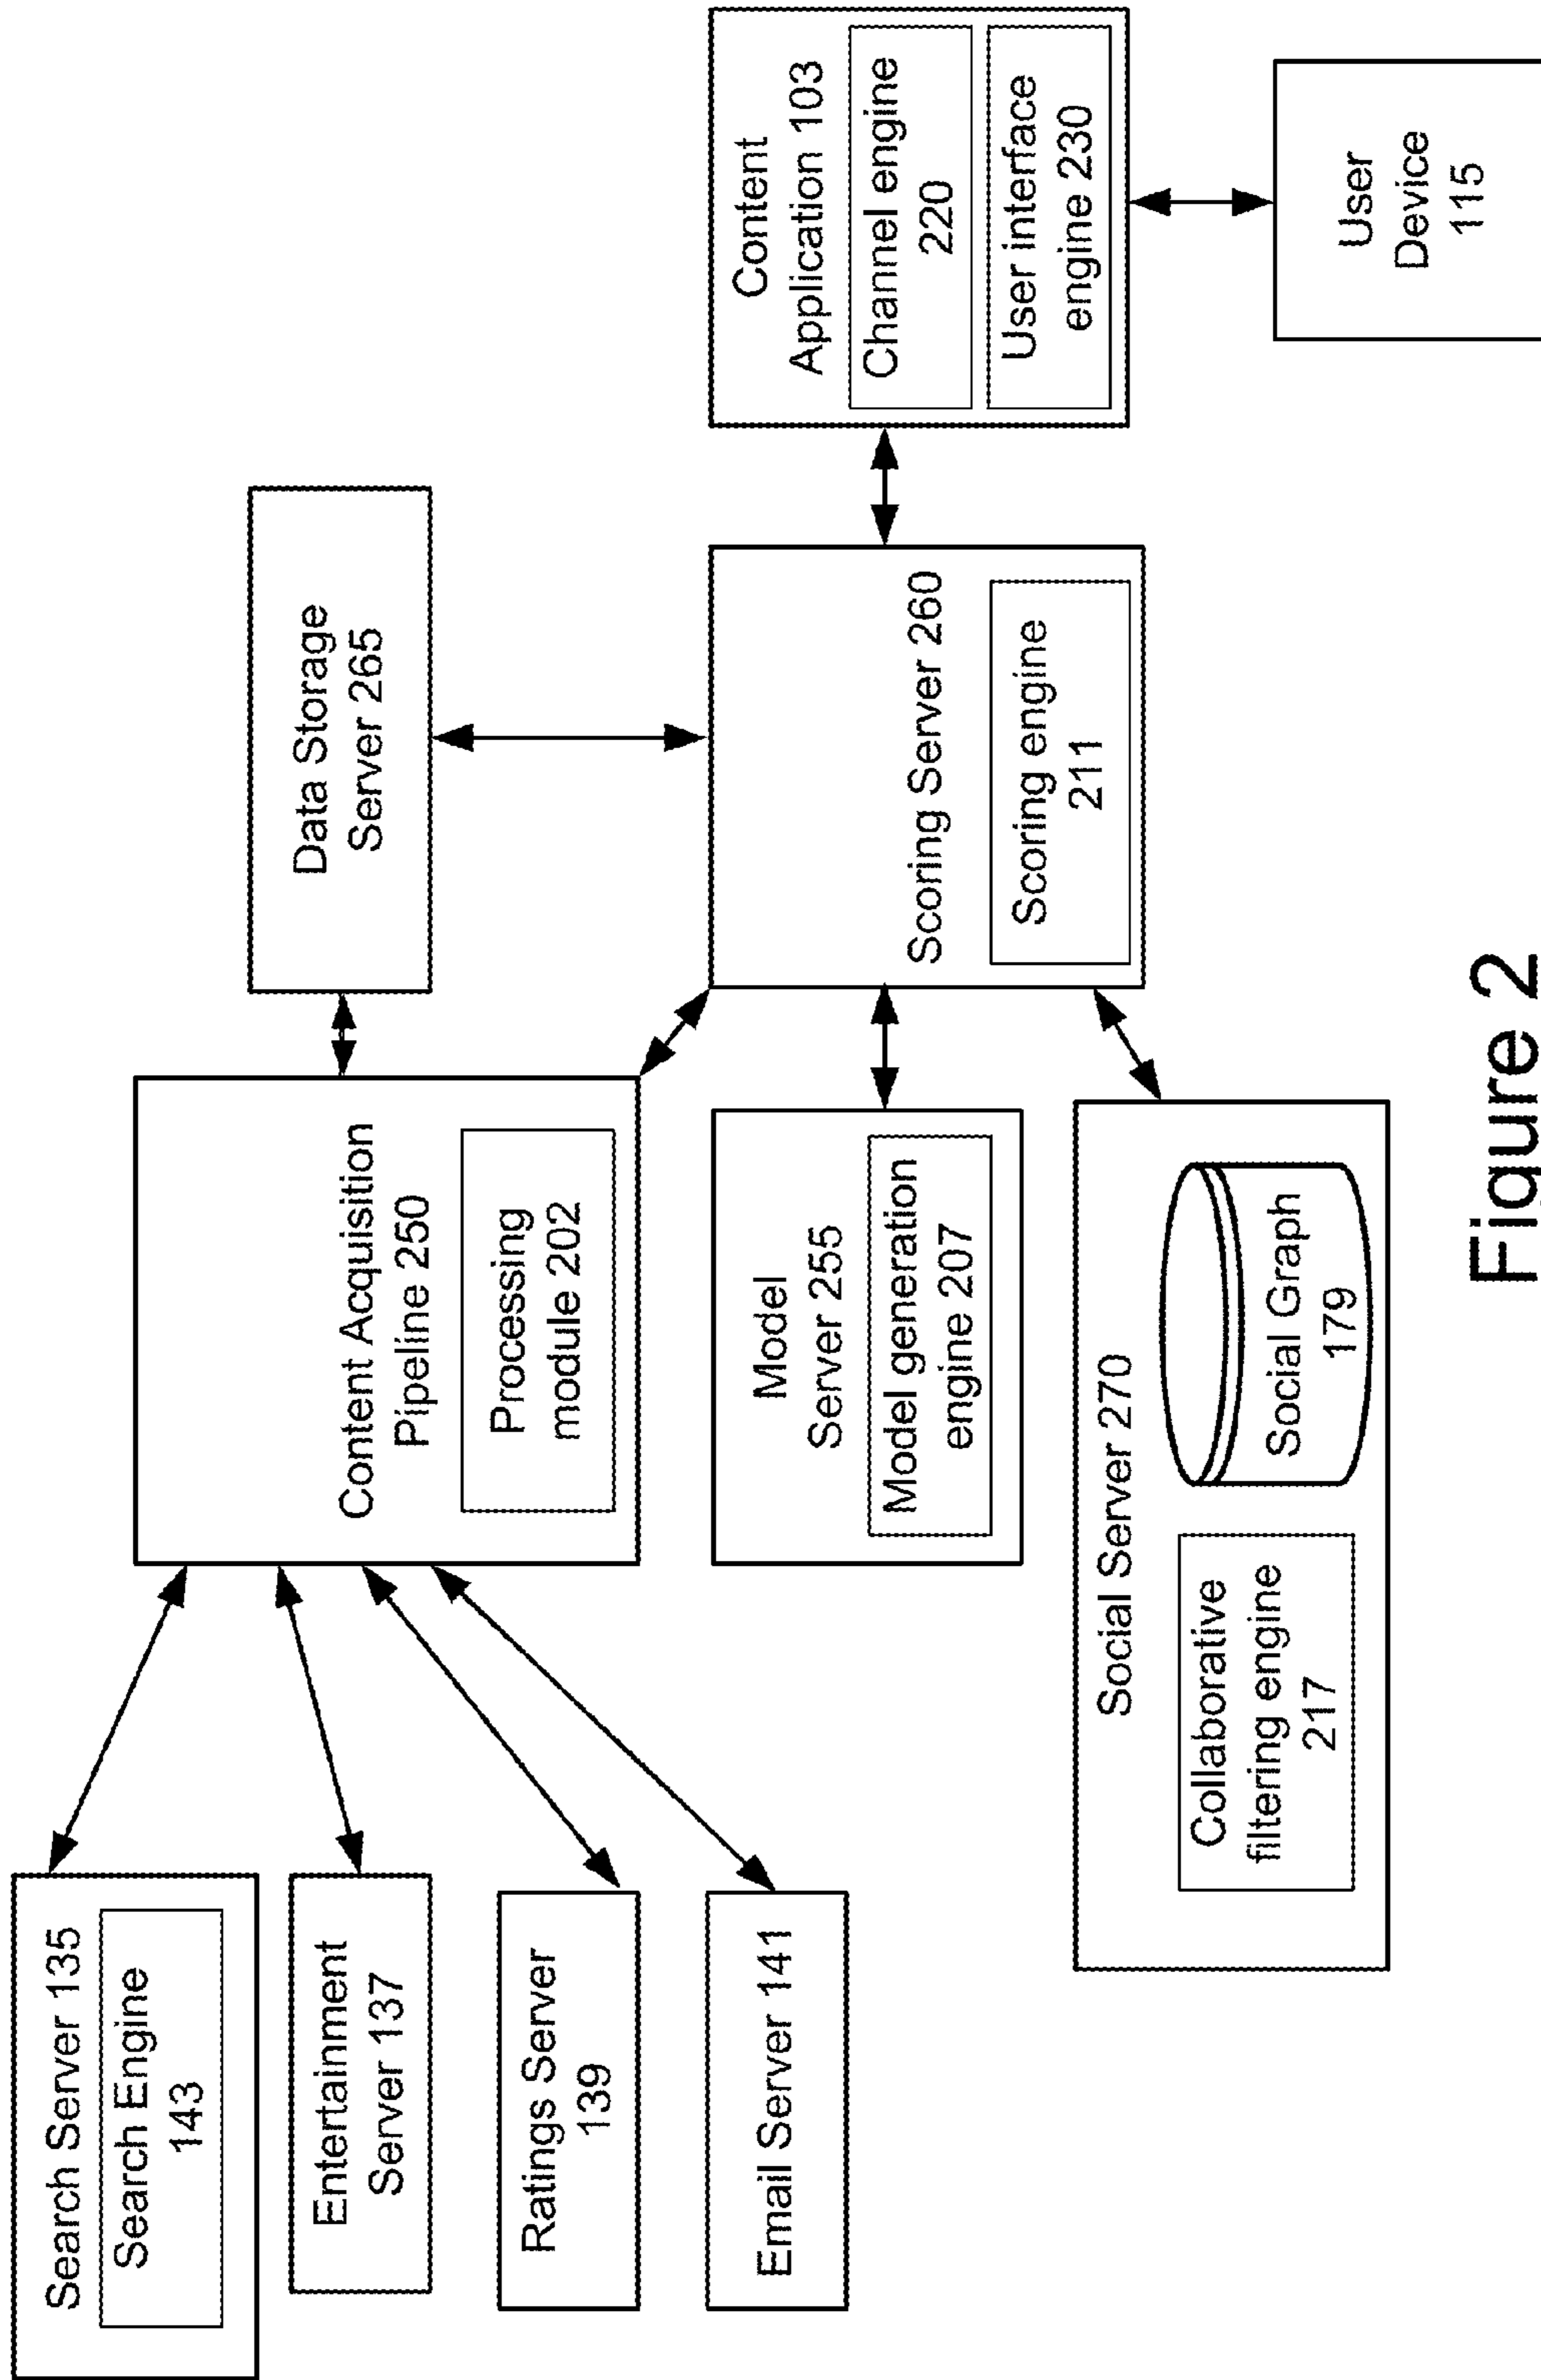 Search Server 135
Search Engine
143
Entertainment
Server 137
Ratings Server
139
Email Server 141
Content Acquisition
Pipeline 250
Processing
module 202
Model
Server 255
Model generation
engine 207
Social Server 270
Collaborative
filtering engine
217
Social Graph
179
Data Storage
Server 265
Scoring Server 260
Scoring engine
211
Content
Application 103
Channel engine
220
User interface
engine 230
User
Device
115
Figure 2